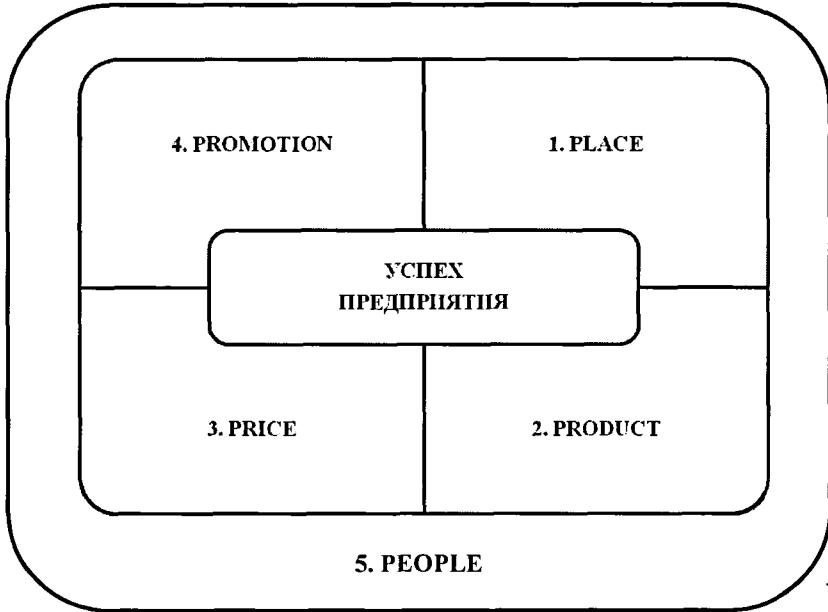 4. PROMOTION
1. PLACE
УСПЕХ
ПРЕДПРИЯТИЯ
3. PRICE
2. PRODUCT
5. PEOPLE